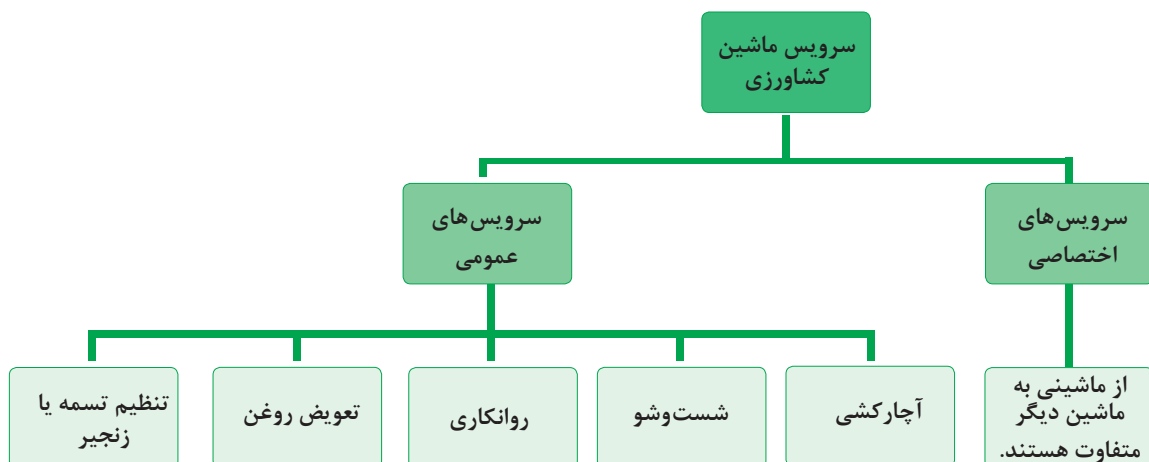 سرویس ماشین
کشاورزی
سرویس‌های
اختصاصی
سرویس‌های
عمومی
از ماشینی به
ماشین دیگر
متفاوت هستند.
آچارکشی
شست‌وشو
روانکاری
تعویض روغن
تنظیم تسمه یا
زنجیر